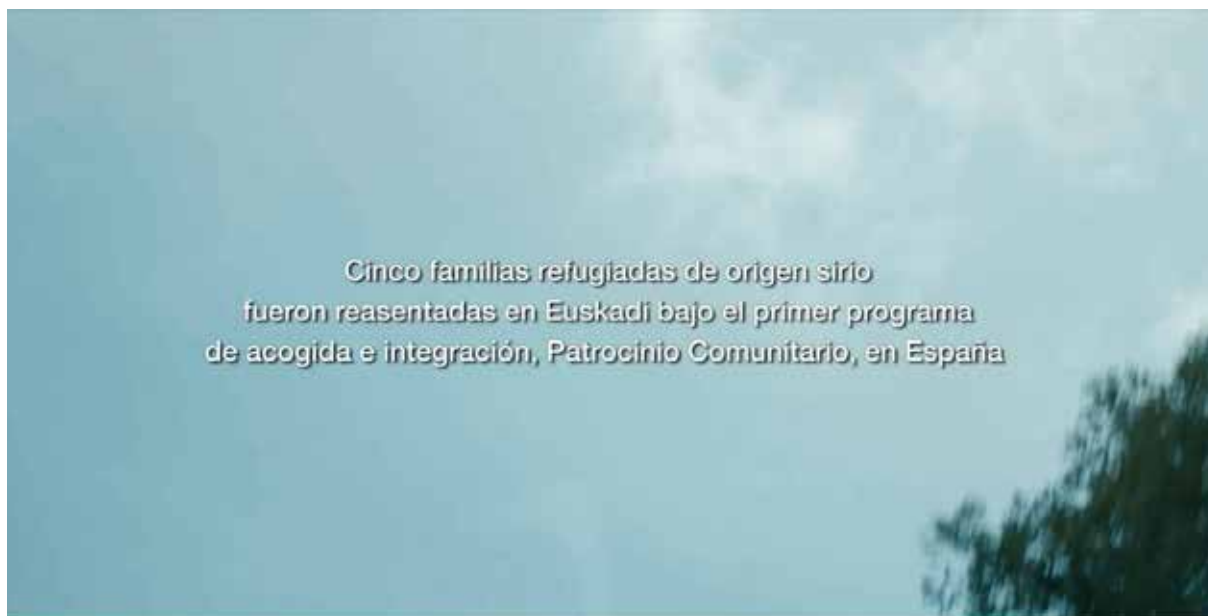 Cinco familias refugiadas de origen sirio
fueron reasentadas en Euskadi bajo el primer programa
de acogida e integración, Patrocinio Comunitario, en España